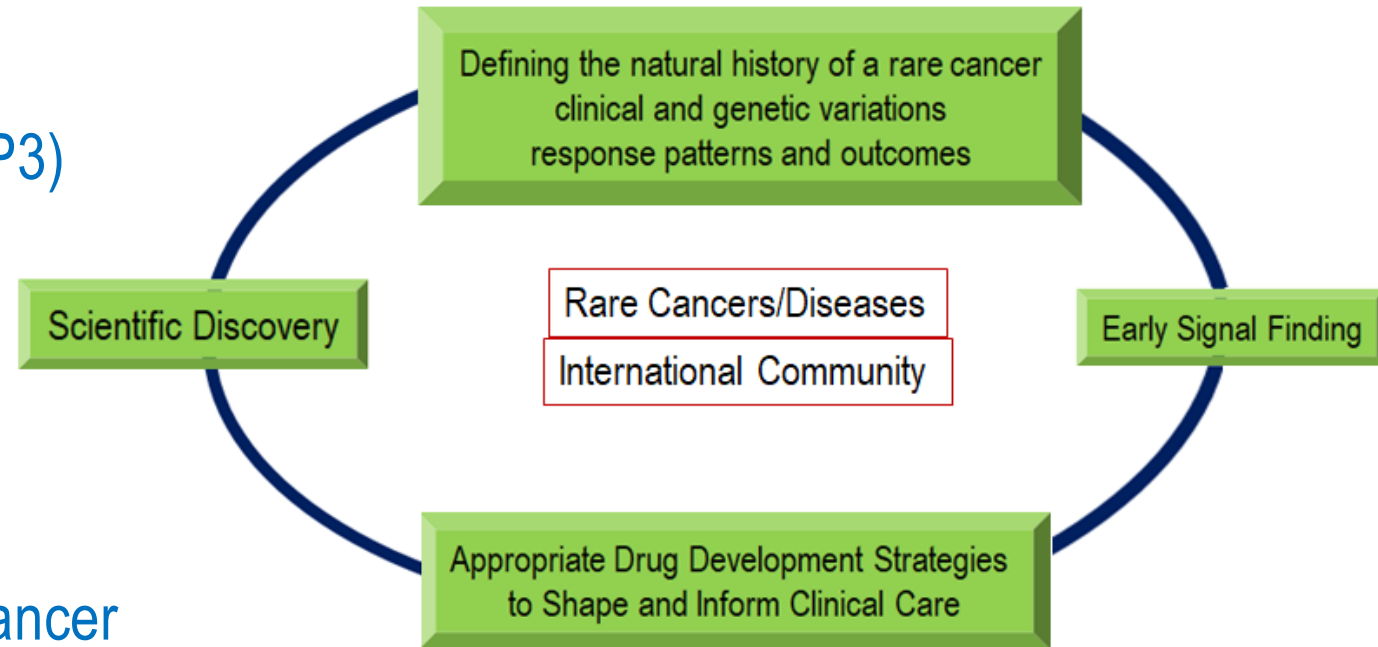 Defining the natural history of a rare cancer
clinical and genetic variations
response patterns and outcomes
P3)
Scientific Discovery
Rare Cancers/Diseases
International Community
Early Signal Finding
Appropriate Drug Development Strategies
to Shape and Inform Clinical Care
ancer